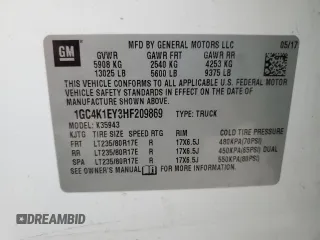 GM
MFD BY GENERAL MOTORS LLC 05/17
GVWR GAWR FRT GAWR RR
5908 KG 2540 KG 4253 KG
13025 LB 5600 LB 9375 LB
THIS VEHICLE CONFORMS TO ALL APPLICABLE U.S. FEDERAL MOTOR VEHICLE SAFETY STANDARDS IN EFFECT ON THE DATE OF MANUFACTURE SHOWN ABOVE.
1GC4K1EY3HF209869 TYPE: TRUCK
MODEL: K35943
TIRE SIZE SPEED RTG RIM COLD TIRE PRESSURE
FRT LT235/80R17E R 17X6.5J
RR LT235/80R17E R 17X6.5J 450KPA(65PSI) DUAL
SPA LT235/80R17E R 17X6.5J
SEE OWNER'S MANUAL FOR ADDITIONAL INFORMATION.
DREAMBID